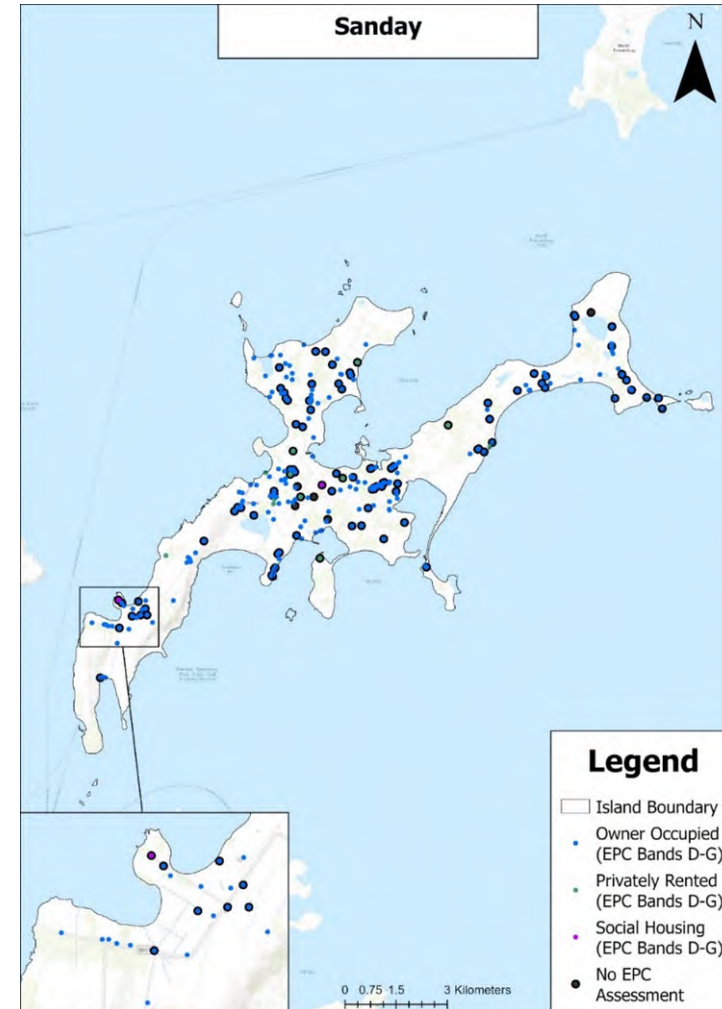 Sanday
N
Legend
Island Boundary
Owner Occupied
(EPC Bands D-G)
Privately Rented
(EPC Bands D-G)
Social Housing
(EPC Bands D-G)
No EPC
Assessment
0 0.75 1.5 3 Kilometers